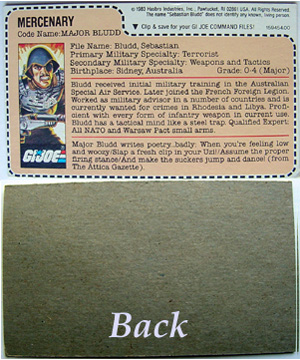 MERCENARY
Code Name: MAJOR BLUDD
© 1982 Hasbro Industries, Inc., Pawtucket, RI 02861 USA. All Rights Reserved.
The name "Sebastian Bludd" does not identify any known, living person.
▼ Clip & save for your GI JOE COMMAND FILES!
File Name: Bludd, Sebastian
Primary Military Specialty: Terrorist
Secondary Military Specialty: Weapons and Tactics
Birthplace: Sidney, Australia Grade: 0-4 (Major)
Bludd received initial military training in the Australian
Special Air Service. Later joined the French Foreign Legion.
Worked as military advisor in a number of countries and is
currently wanted for crimes in Rhodesia and Libya. Profi-
cient with every form of infantry weapon in current use.
Bludd has a tactical mind like a steel trap. Qualified Expert:
All NATO and Warsaw Pact small arms.
Major Bludd writes poetry..badly: When you're feeling low
and woozy/Slap a fresh clip in your Uzi!/Assume the proper
firing stance/And make the suckers jump and dance! (from
The Attica Gazette).
GI JOE
Back